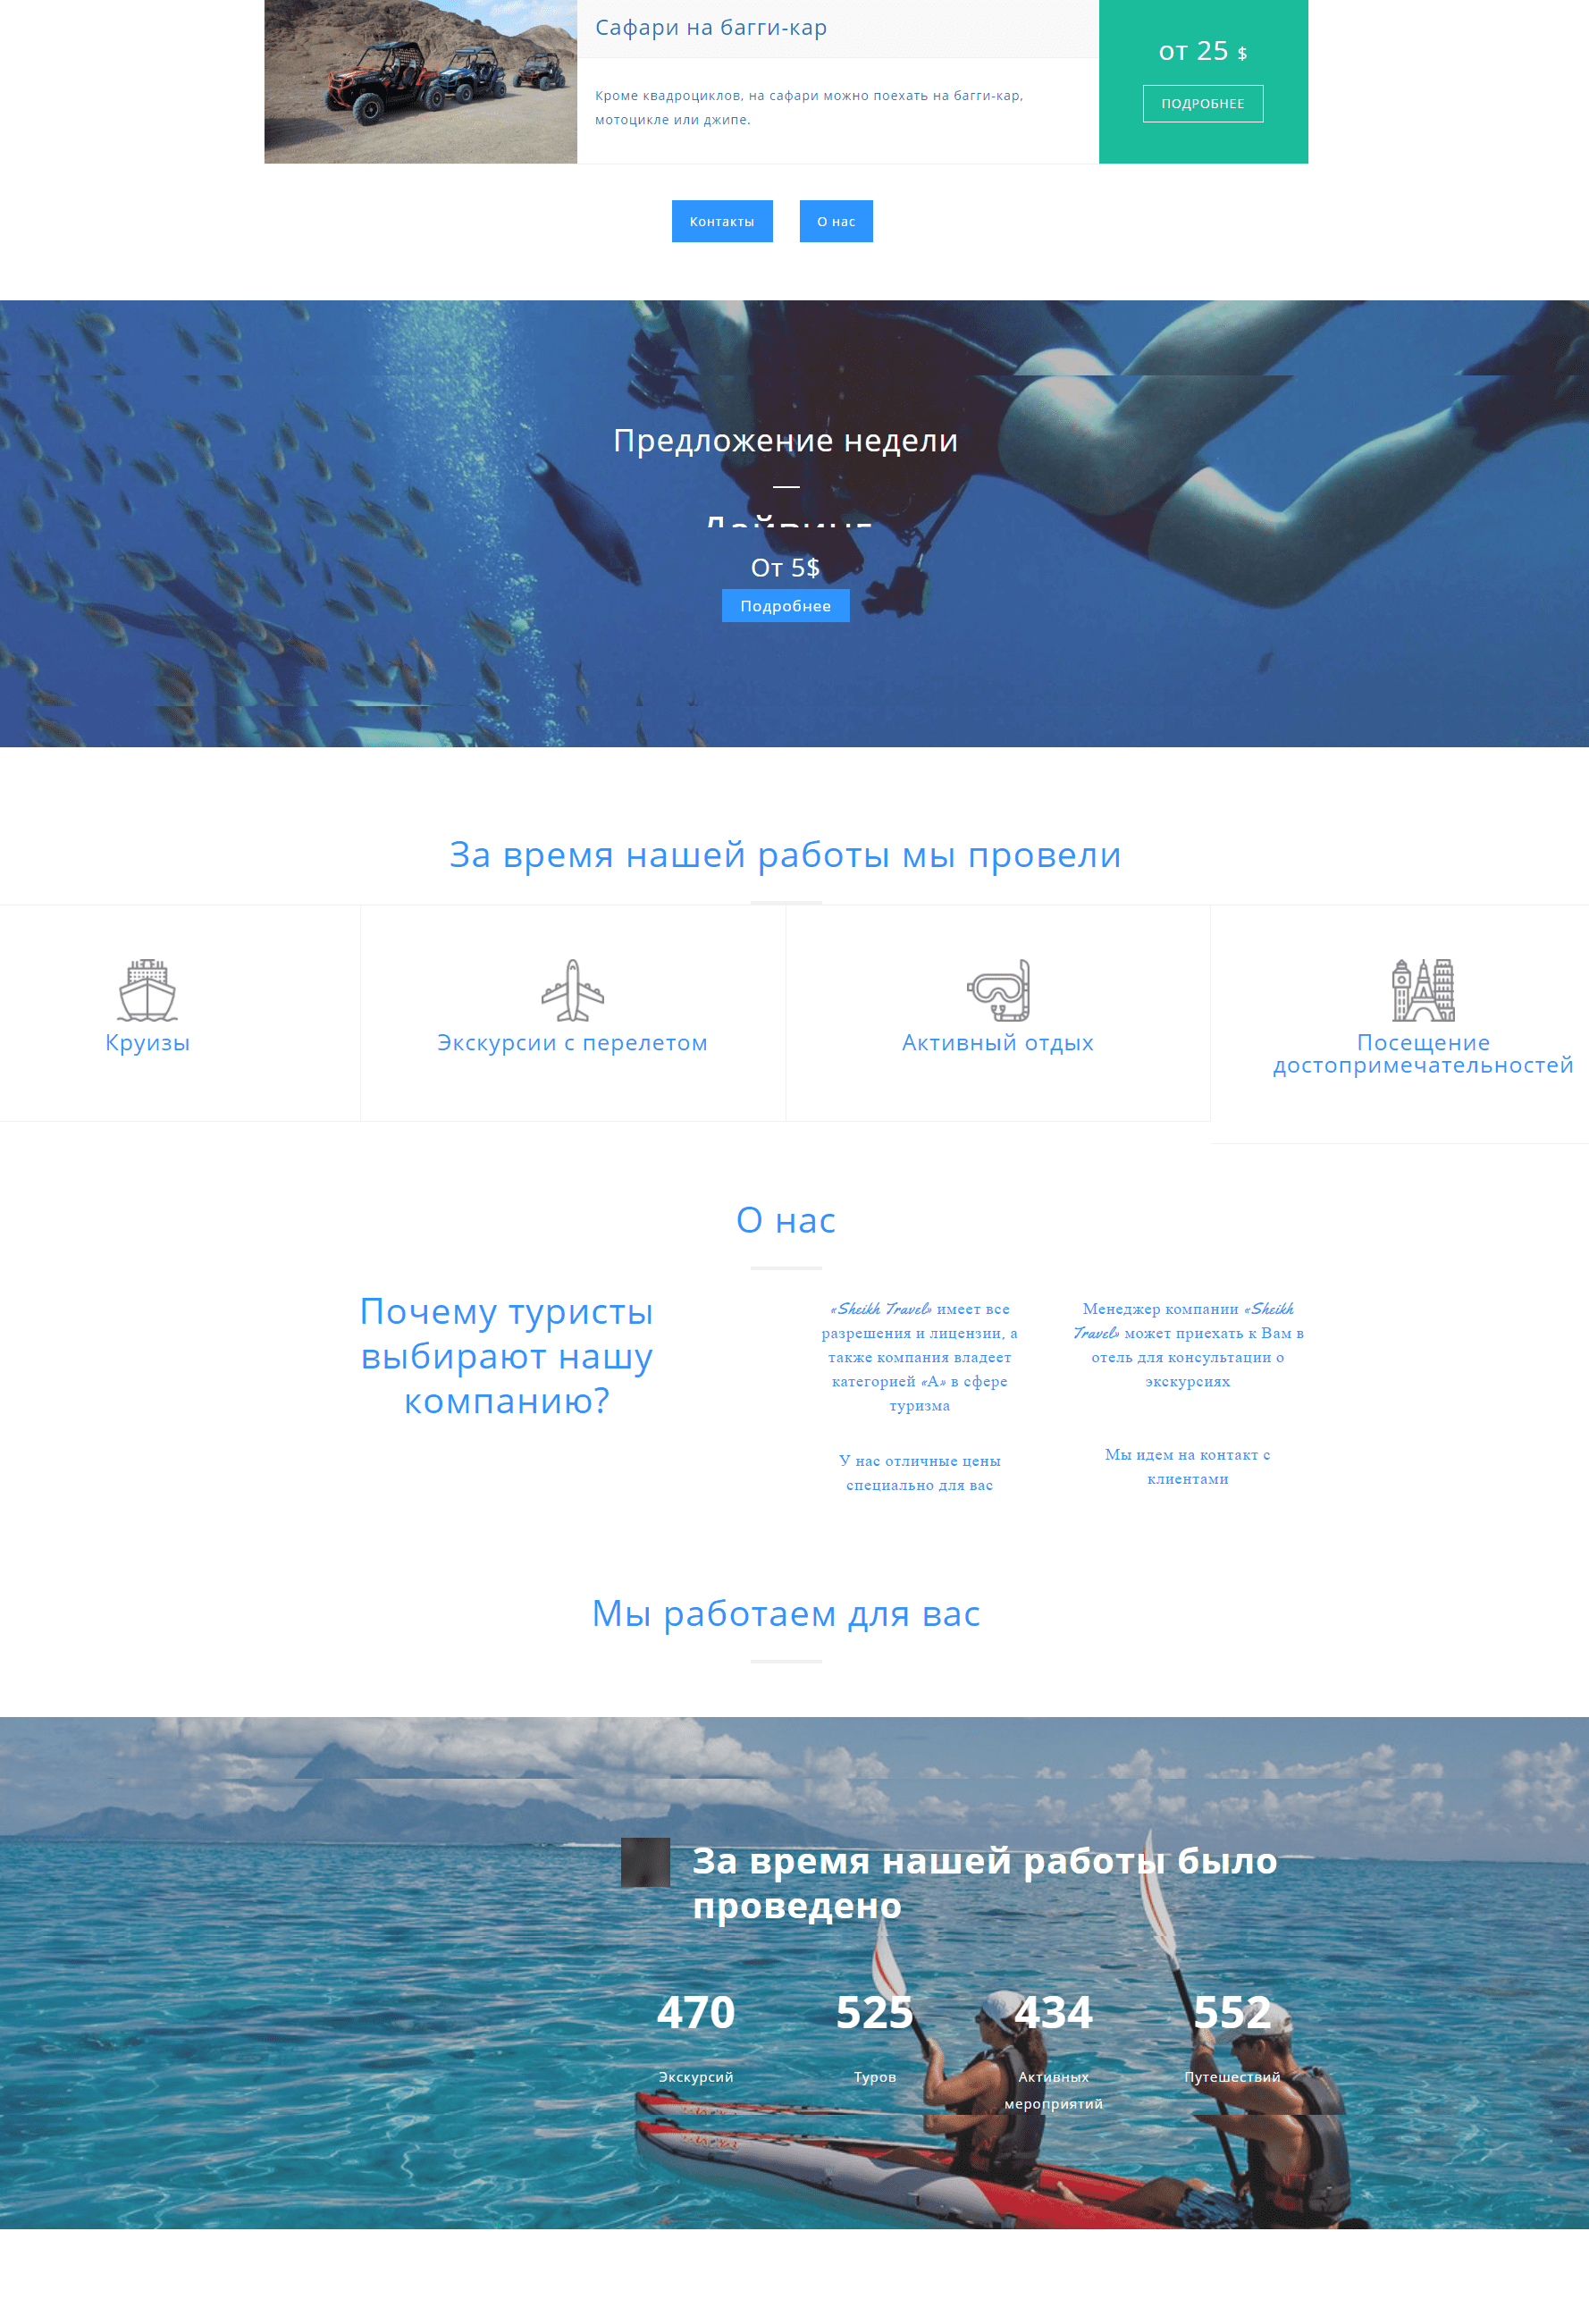 Сафари на багги-кар
от 25 $
Кроме квадроциклов, на сафари можно поехать на багги-кар,
мотоцикле или джипе.
ПОДРОБНЕЕ
Контакты
О нас
Предложение недели
От 5$
Подробнее
За время нашей работы мы провели
Круизы
Экскурсии с перелетом
Активный отдых
Посещение
достопримечательностей
О нас
Почему туристы
выбирают нашу
компанию?
«Sheikh Travel» имеет все
разрешения и лицензии, а
также компания владеет
категорией «А» в сфере
туризма
Менеджер компании «Sheikh
Travel» может приехать к Вам в
отель для консультации о
экскурсиях
У нас отличные цены
специально для вас
Мы идем на контакт с
клиентами
Мы работаем для вас
За время нашей работы было
проведено
470
525
434
552
Экскурсий
Туров
Активных
мероприятий
Путешествий